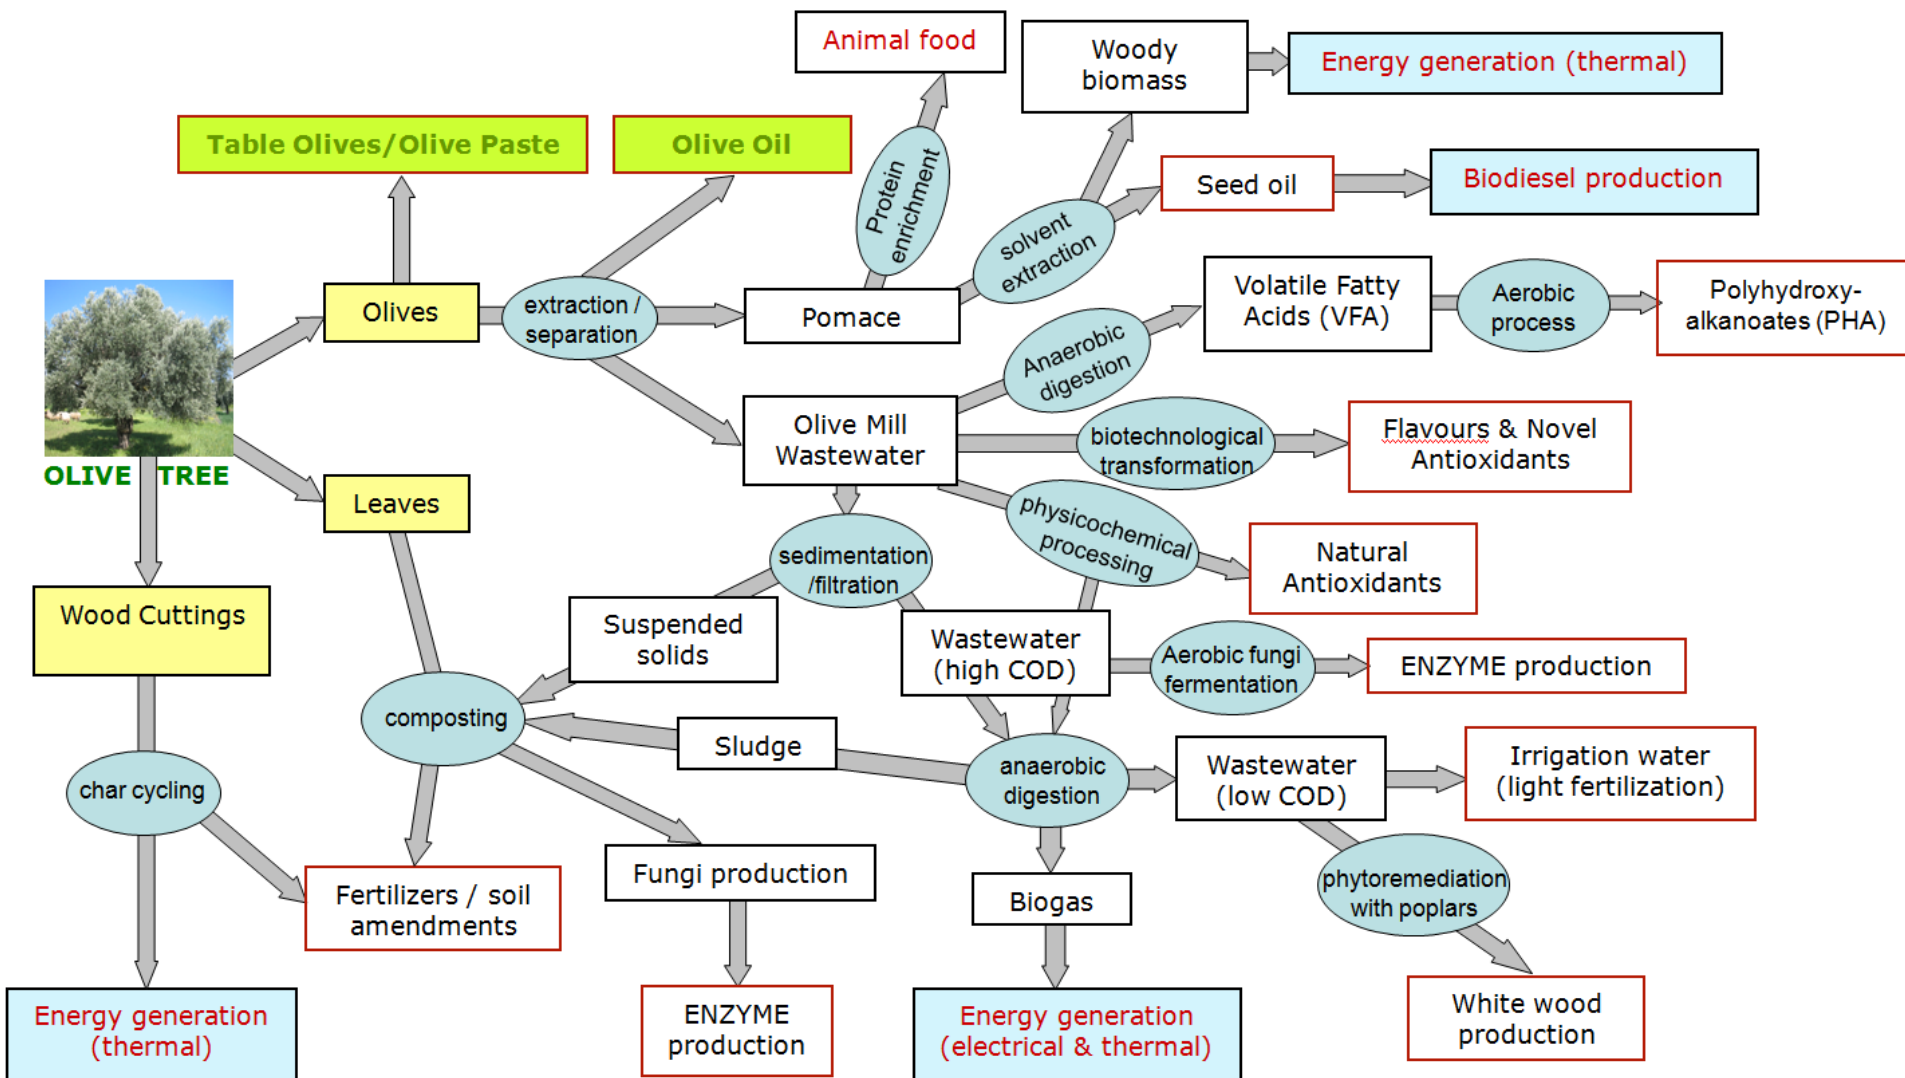 Animal food
Woody
biomass
Energy generation (thermal)
Table Olives/Olive Paste
Olive Oil
Protein
enrichment
solvent
extraction
Seed oil
Biodiesel production
Olives
extraction /
separation
Pomace
Volatile Fatty
Acids (VFA)
Aerobic
process
Polyhydroxy-
alkanoates (PHA)
Anaerobic
digestion
Olive Mill
Wastewater
biotechnological
transformation
Flavours & Novel
Antioxidants
OLIVE TREE
Leaves
physicochemical
processing
Natural
Antioxidants
sedimentation
/filtration
Wood Cuttings
Suspended
solids
Wastewater
(high COD)
Aerobic fungi
fermentation
ENZYME production
composting
Sludge
anaerobic
digestion
Wastewater
(low COD)
Irrigation water
(light fertilization)
char cycling
Fertilizers / soil
amendments
Fungi production
Biogas
phytoremediation
with poplars
Energy generation
(thermal)
ENZYME
production
Energy generation
(electrical & thermal)
White wood
production